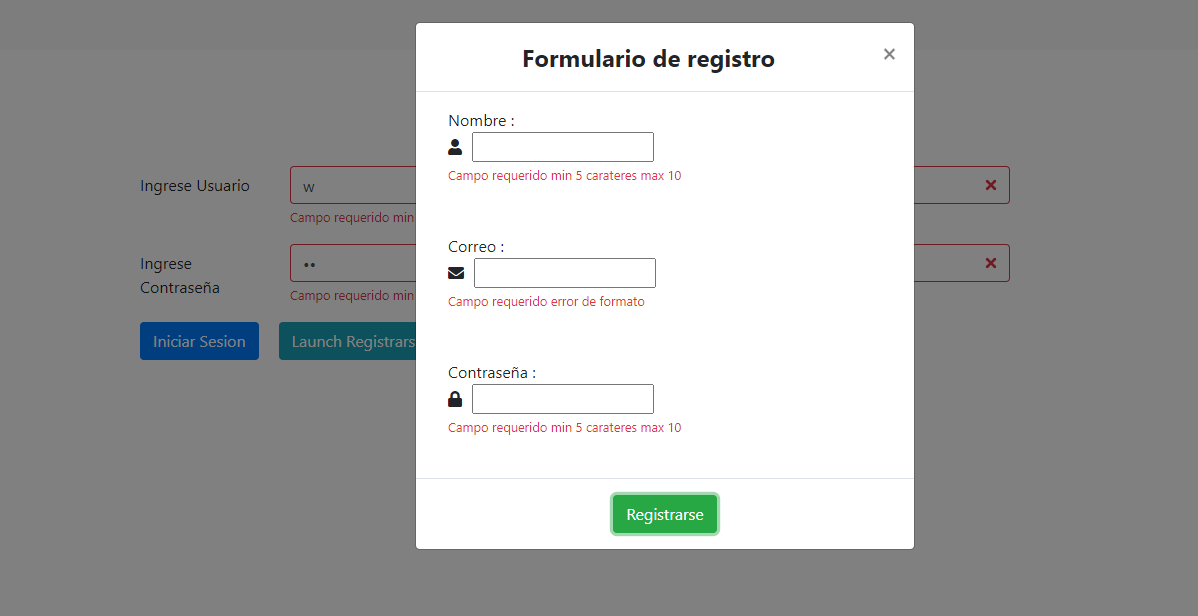 Formulario de registro
×
Nombre :
Campo requerido min 5 carateres max 10
Correo :
Campo requerido error de formato
Contraseña :
Campo requerido min 5 carateres max 10
Registrarse
Ingrese Usuario
w
Campo requerido min
Ingrese
Contraseña
••
Campo requerido min
Iniciar Sesion
Launch Registrars